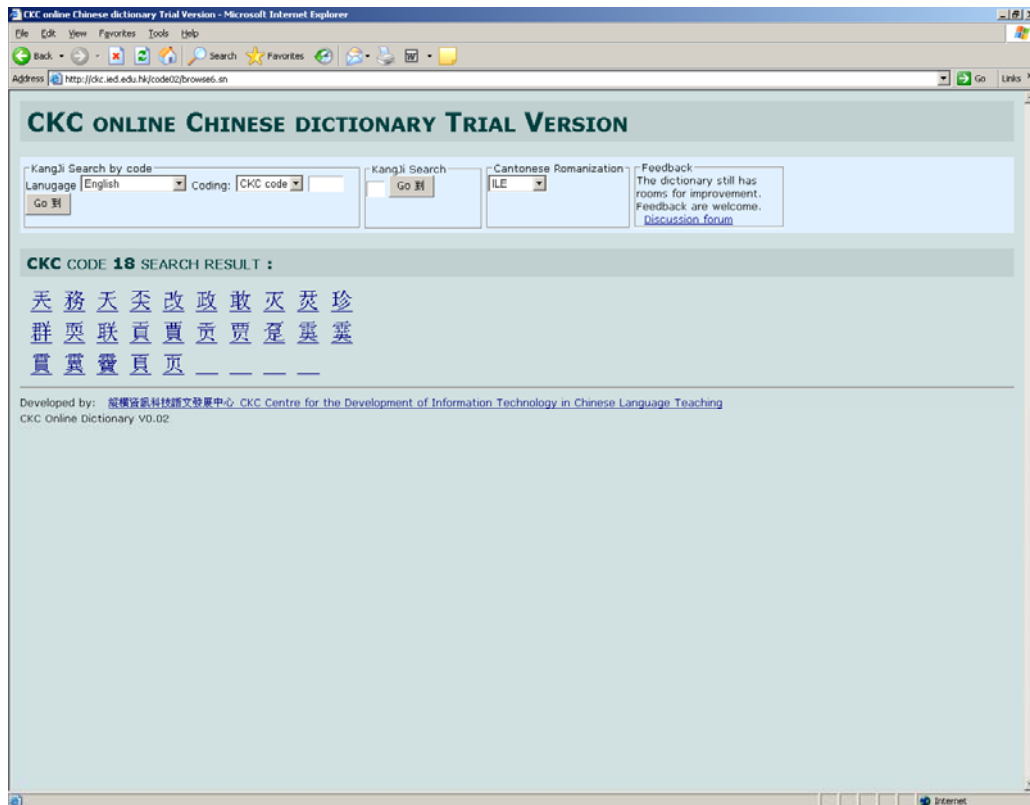 CKC online Chinese dictionary Trial Version - Microsoft Internet Explorer
File Edit View Favorites Tools Help
Back Search Favorites
Address http://ckc.ied.edu.hk/code02/browse6.sn Go Links
CKC ONLINE CHINESE DICTIONARY TRIAL VERSION
KangJi Search by code KangJi Search Cantonese Romanization Feedback
Lanugage English Coding: CKC code Go 到 ILE The dictionary still has
Go 到 rooms for improvement.
Feedback are welcome.
Discussion forum
CKC CODE 18 SEARCH RESULT :
務 天 改 政 敢 灭 珍
群 联 貢 賈 贡 贾
頁 页
Developed by: 縱橫資訊科技語文發展中心 CKC Centre for the Development of Information Technology in Chinese Language Teaching
CKC Online Dictionary V0.02
Internet